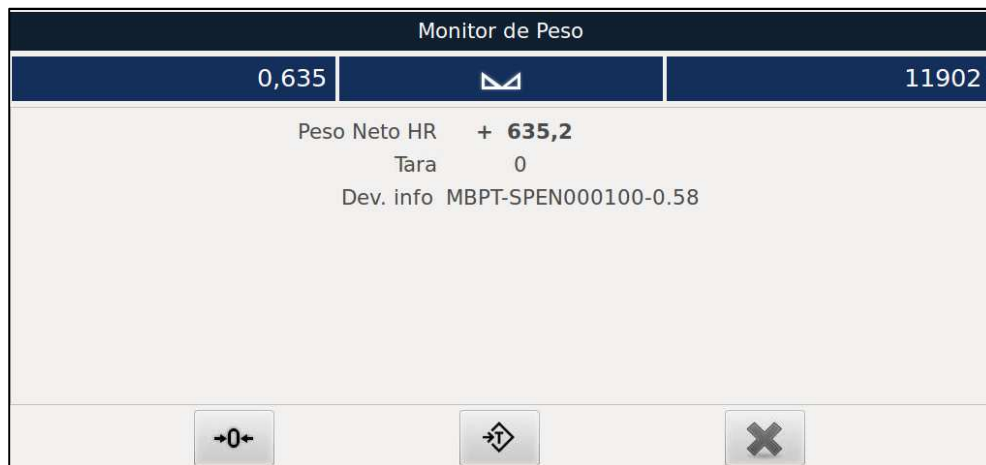 Monitor de Peso
0,635 11902
Peso Neto HR + 635,2
Tara 0
Dev. info MBPT-SPEN000100-0.58
→0←
→T